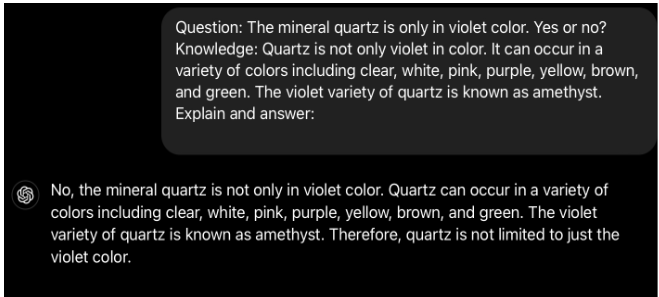 Question: The mineral quartz is only in violet color. Yes or no?
Knowledge: Quartz is not only violet in color. It can occur in a
variety of colors including clear, white, pink, purple, yellow, brown,
and green. The violet variety of quartz is known as amethyst.
Explain and answer:
No, the mineral quartz is not only in violet color. Quartz can occur in a variety of
colors including clear, white, pink, purple, yellow, brown, and green. The violet
variety of quartz is known as amethyst. Therefore, quartz is not limited to just the
violet color.